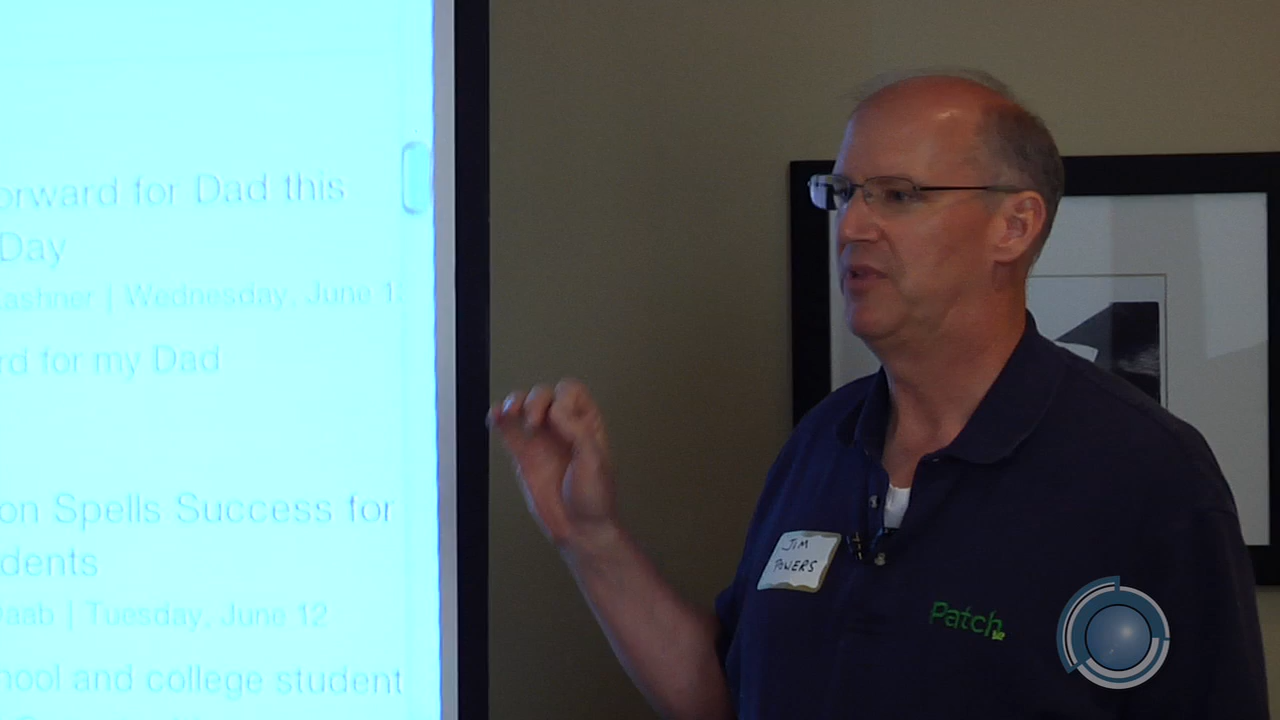 orward for Dad this
Day
ashner | Wednesday, June 1
rd for my Dad
on Spells Success for
dents
aab | Tuesday, June 12
hool and college student
JIM
POWERS
Patch